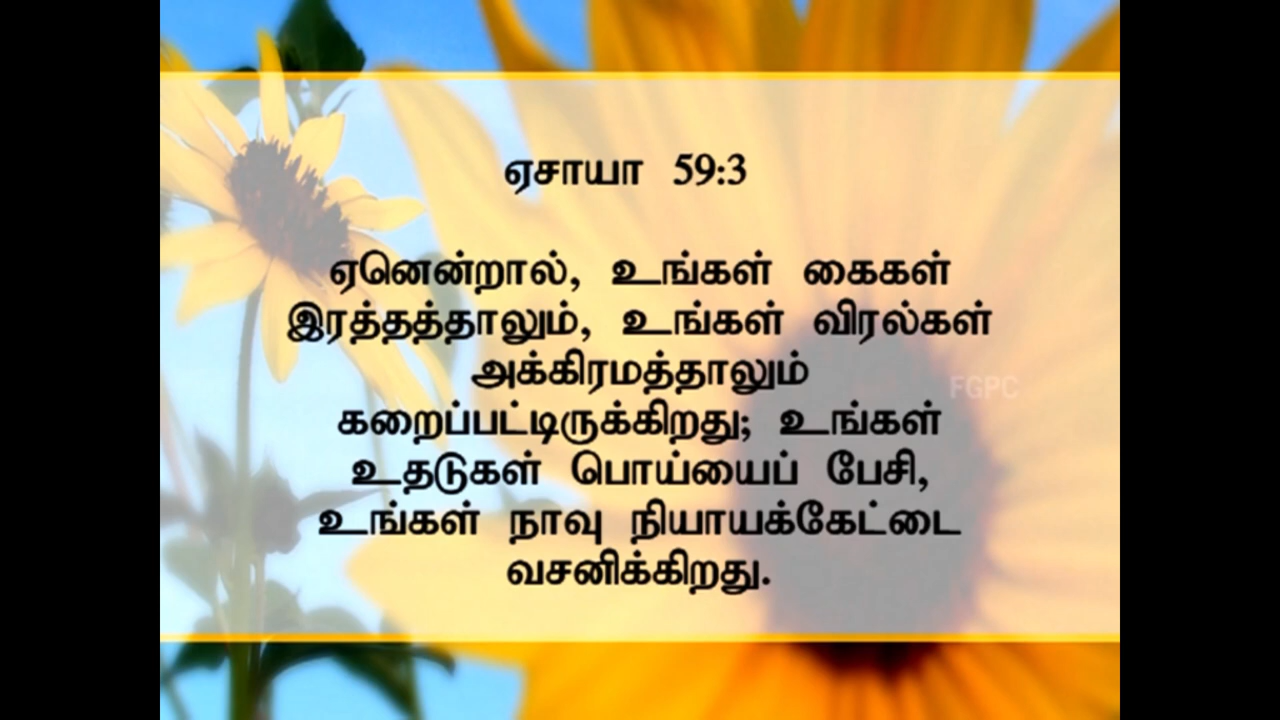 ஏசாயா 59:3
ஏனென்றால், உங்கள் கைகள்
இரத்தத்தாலும், உங்கள் விரல்கள்
அக்கிரமத்தாலும்
கறைப்பட்டிருக்கிறது; உங்கள்
உதடுகள் பொய்யைப் பேசி,
உங்கள் நாவு நியாயக்கேட்டை
வசனிக்கிறது.
FGPC